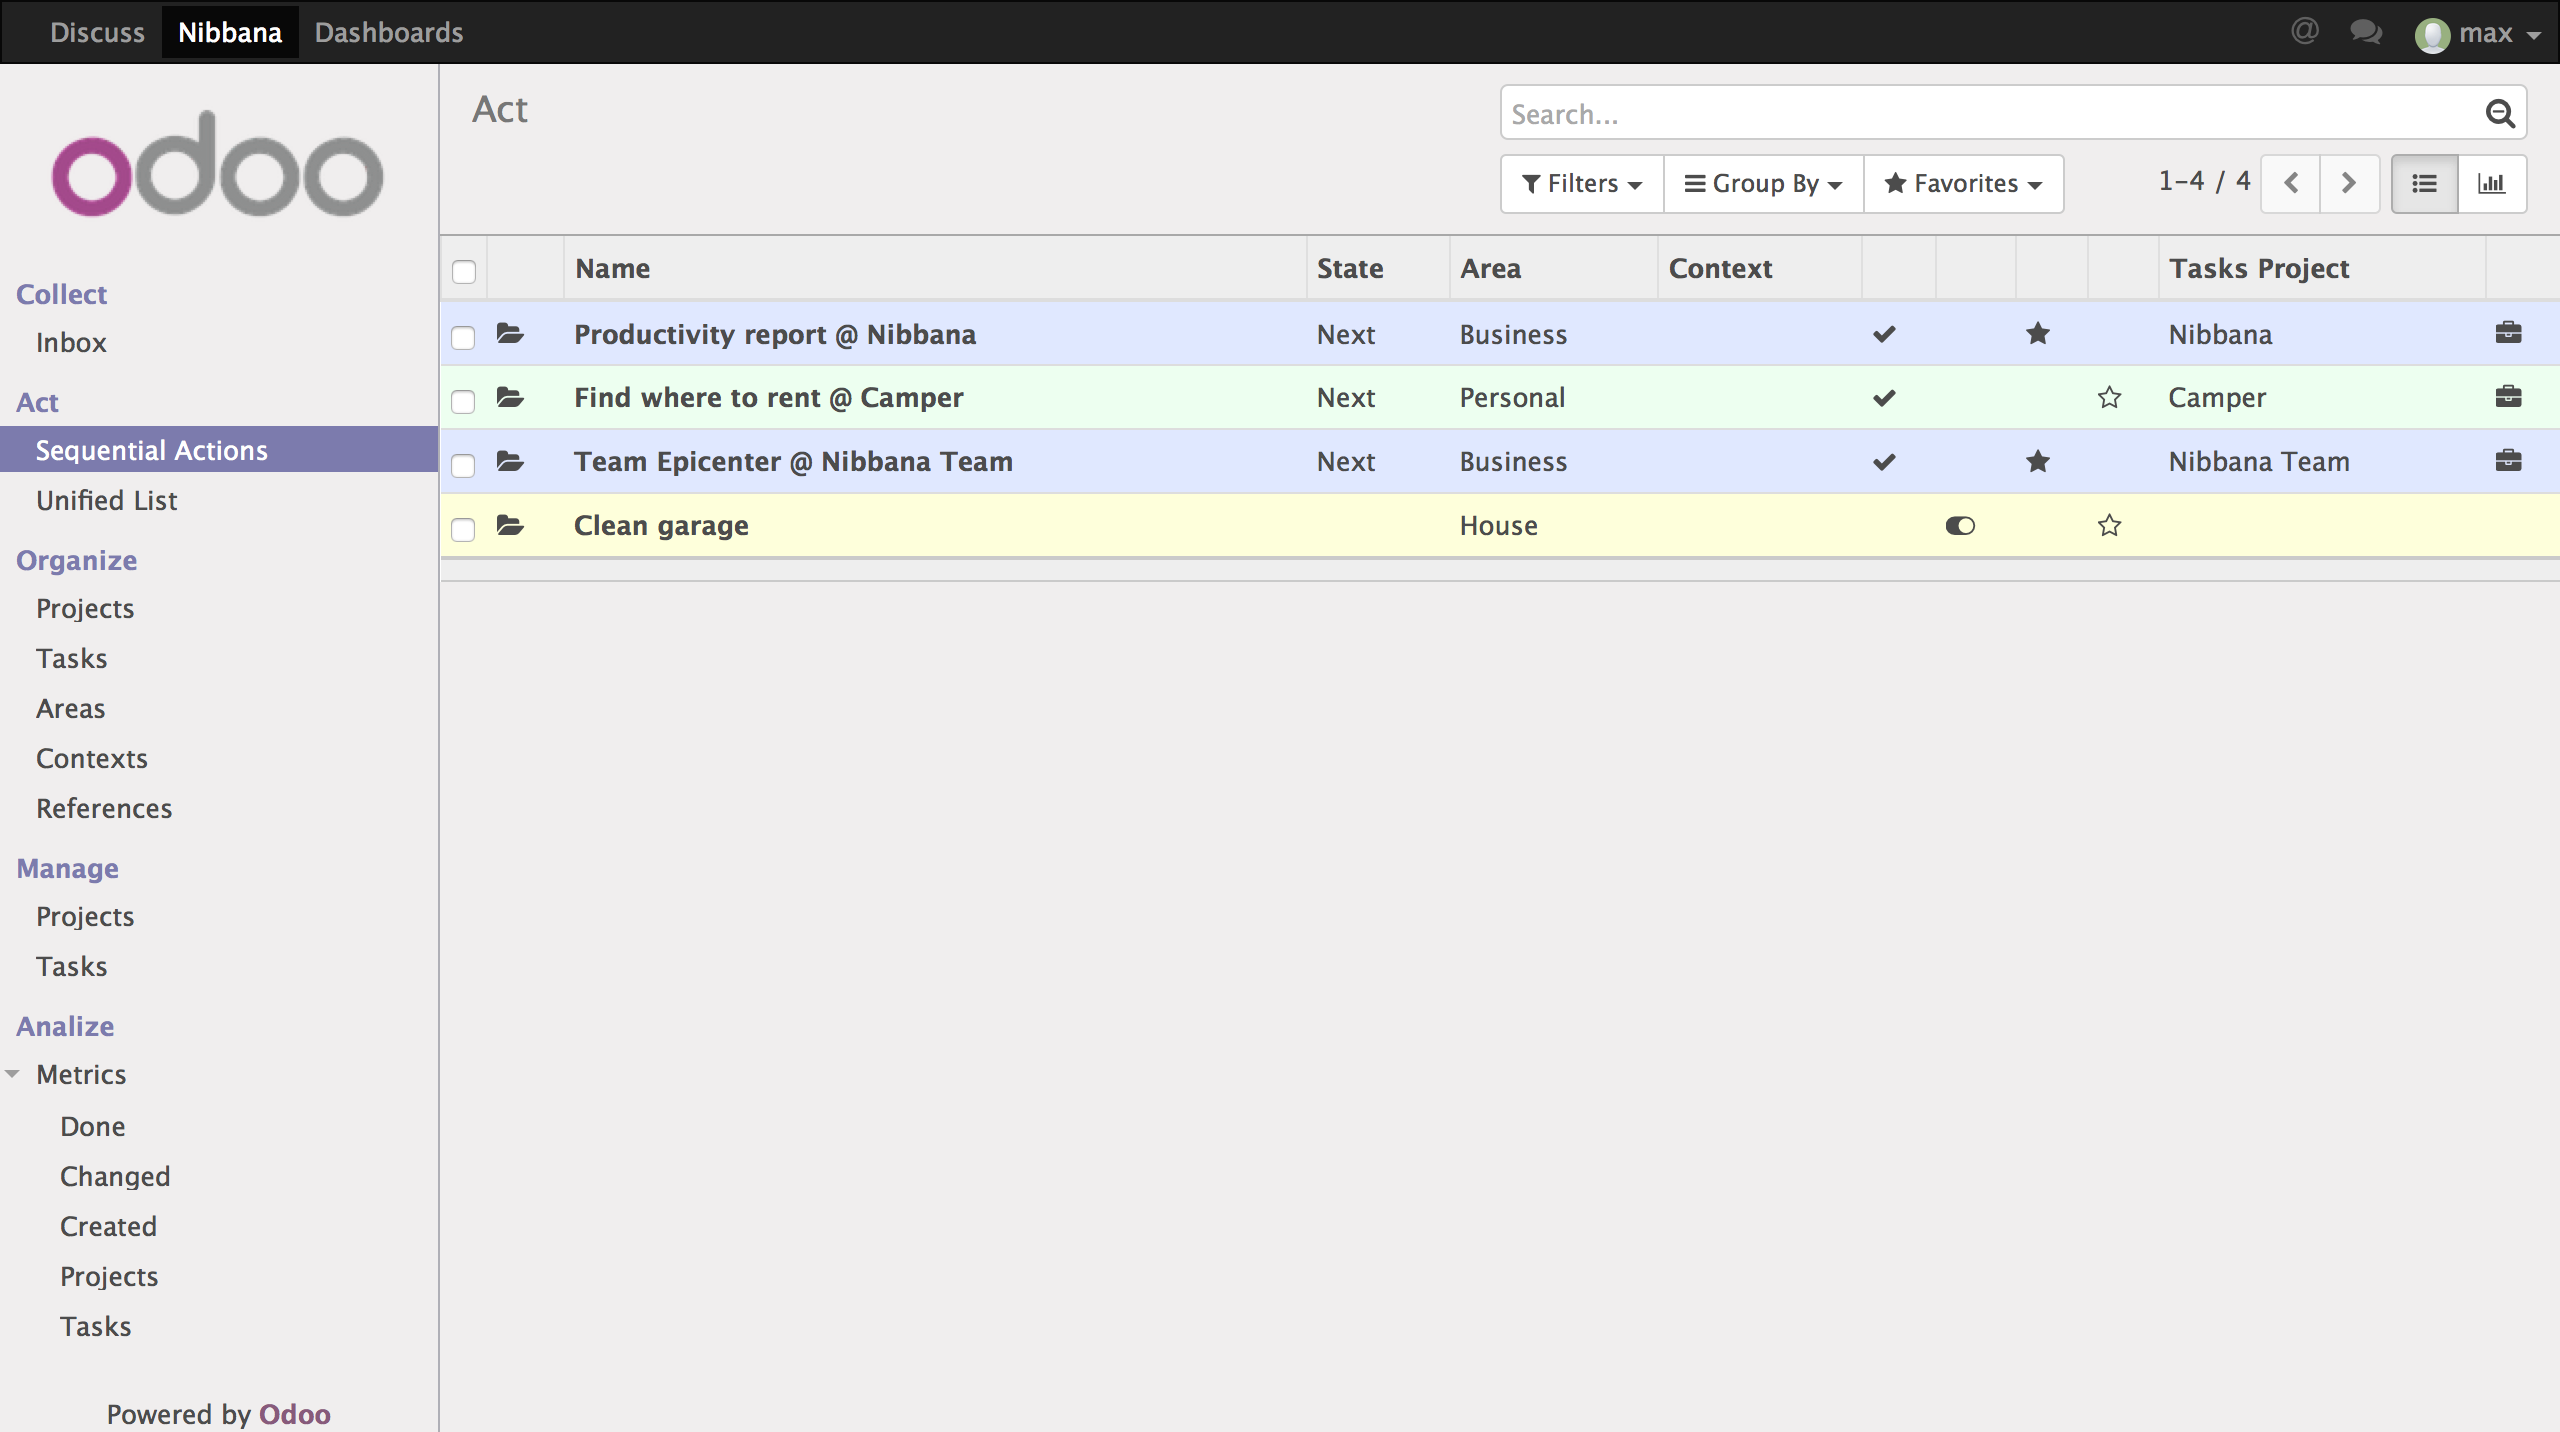 Discuss Nibbana Dashboards @ max
odoo
Collect
Inbox
Act
Sequential Actions
Unified List
Organize
Projects
Tasks
Areas
Contexts
References
Manage
Projects
Tasks
Analize
Metrics
Done
Changed
Created
Projects
Tasks
Powered by Odoo
Act
Search...
Filters Group By Favorites 1-4 / 4
Name State Area Context Tasks Project
Productivity report @ Nibbana Next Business Nibbana
Find where to rent @ Camper Next Personal Camper
Team Epicenter @ Nibbana Team Next Business Nibbana Team
Clean garage House